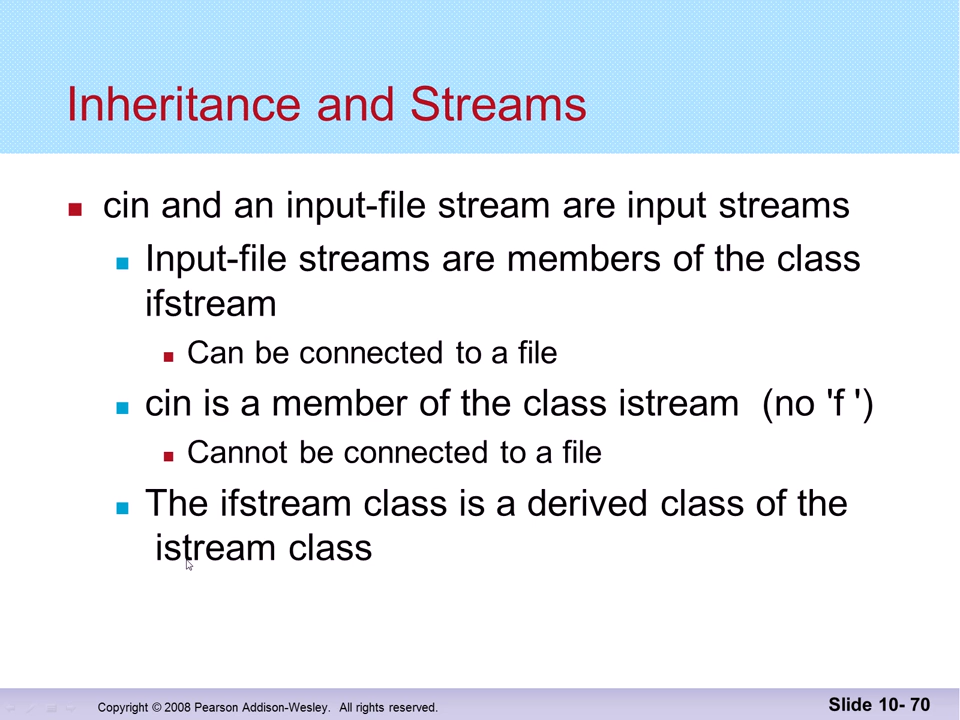 Inheritance and Streams
cin and an input-file stream are input streams
Input-file streams are members of the class
ifstream
Can be connected to a file
cin is a member of the class istream (no 'f ')
Cannot be connected to a file
The ifstream class is a derived class of the
istream class
Copyright © 2008 Pearson Addison-Wesley. All rights reserved.
Slide 10- 70